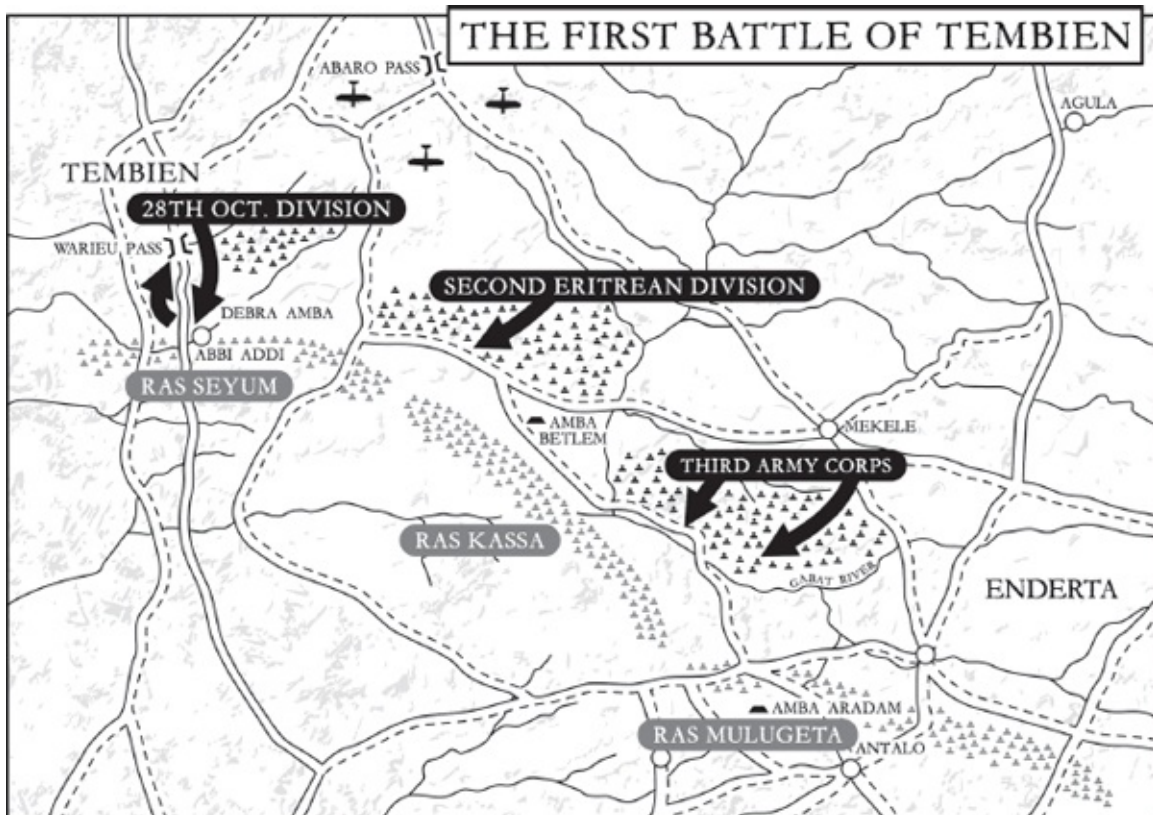 THE FIRST BATTLE OF TEMBIEN
ABARO PASS
AGULA
TEMBIEN
28TH OCT. DIVISION
WARIEU PASS
SECOND ERITREAN DIVISION
DEBRA AMBA
ABBI ADDI
RAS SEYUM
AMBA
BETLEM
MEKELE
THIRD ARMY CORPS
RAS KASSA
GABAT RIVER
ENDERTA
AMBA ARADAM
RAS MULUGETA
ANTALO